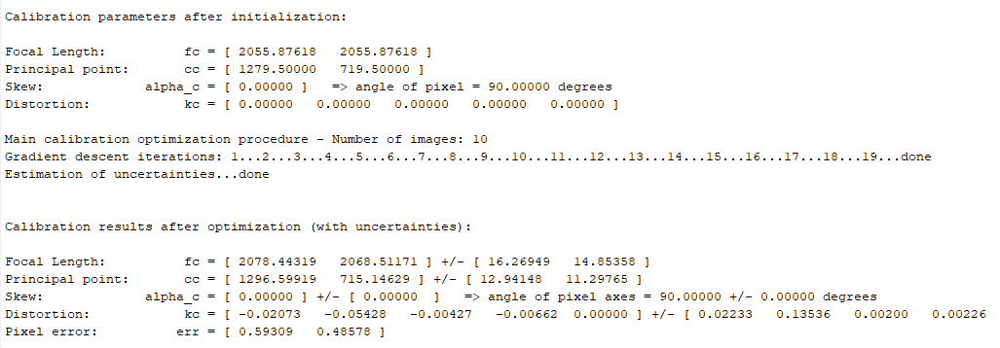 Calibration parameters after initialization:
Focal Length: fc = [ 2055.87618 2055.87618 ]
Principal point: cc = [ 1279.50000 719.50000 ]
Skew: alpha_c = [ 0.00000 ] => angle of pixel = 90.00000 degrees
Distortion: kc = [ 0.00000 0.00000 0.00000 0.00000 0.00000 ]
Main calibration optimization procedure - Number of images: 10
Gradient descent iterations: 1...2...3...4...5...6...7...8...9...10...11...12...13...14...15...16...17...18...19...done
Estimation of uncertainties...done
Calibration results after optimization (with uncertainties):
Focal Length: fc = [ 2078.44319 2068.51171 ] +/- [ 16.26949 14.85358 ]
Principal point: cc = [ 1296.59919 715.14629 ] +/- [ 12.94148 11.29765 ]
Skew: alpha_c = [ 0.00000 ] +/- [ 0.00000 ] => angle of pixel axes = 90.00000 +/- 0.00000 degrees
Distortion: kc = [ -0.02073 -0.05428 -0.00427 -0.00662 0.00000 ] +/- [ 0.02233 0.13536 0.00200 0.00226
Pixel error: err = [ 0.59309 0.48578 ]